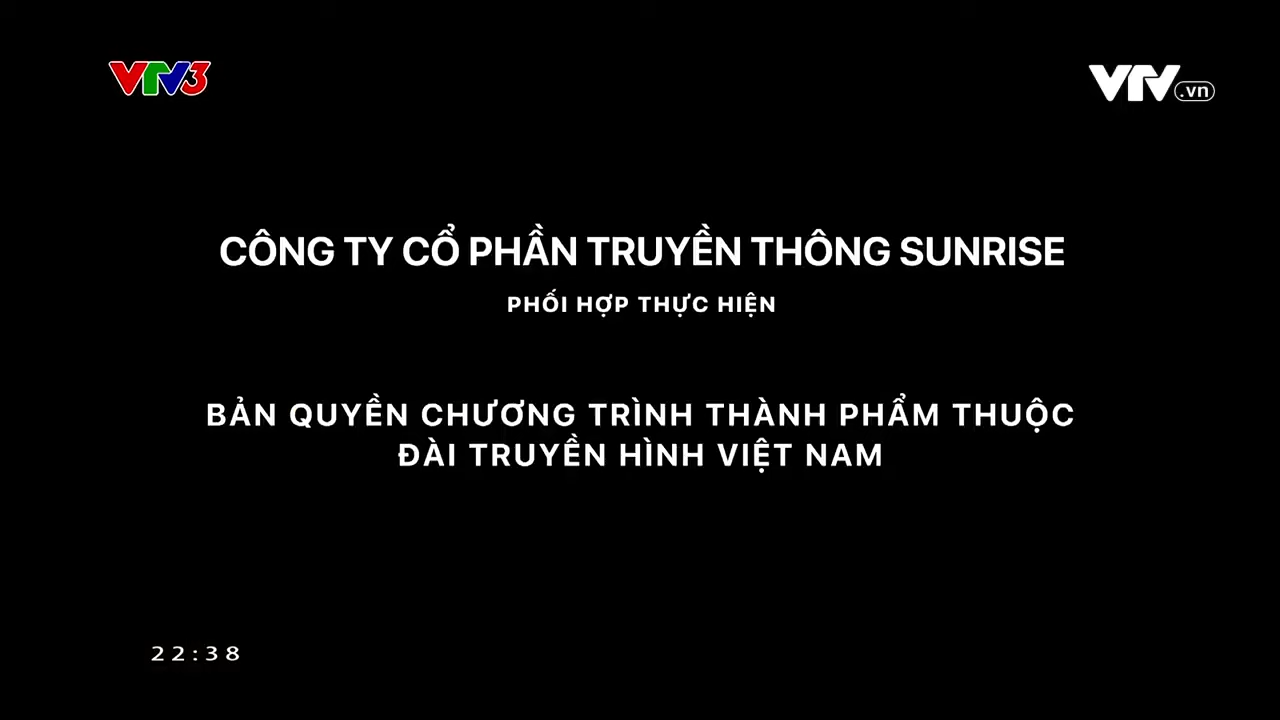 VTV3
VTV.vn
CÔNG TY CỔ PHẦN TRUYỀN THÔNG SUNRISE
PHỐI HỢP THỰC HIỆN
BẢN QUYỀN CHƯƠNG TRÌNH THÀNH PHẨM THUỘC
ĐÀI TRUYỀN HÌNH VIỆT NAM
22:38